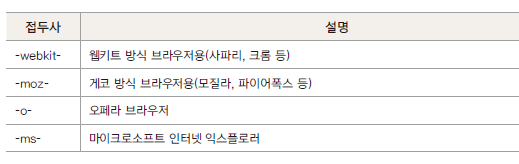 접두사 설명
-webkit- 웹키트 방식 브라우저용(사파리, 크롬 등)
-moz- 게코 방식 브라우저용(모질라, 파이어폭스 등)
-o- 오페라 브라우저
-ms- 마이크로소프트 인터넷 익스플로러